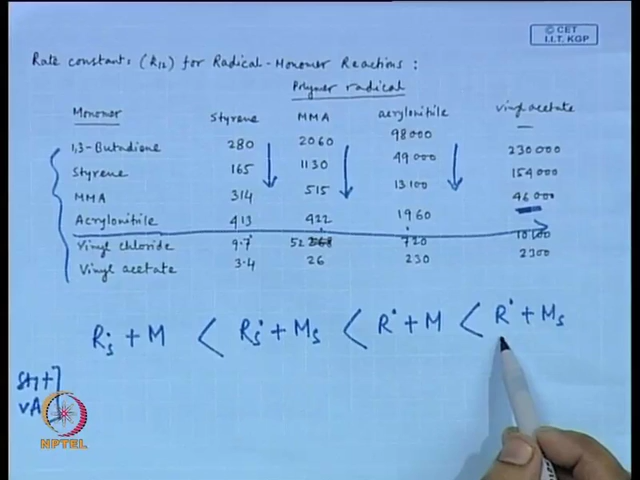 © CET
I.I.T. KGP
Rate constants (k12) for Radical-Monomer Reactions :
Polymer radical
Monomer Styrene MMA acrylonitrile vinyl acetate
1,3-Butadiene 280 2060 98000 230000
Styrene 165 1130 49000 154000
MMA 314 515 13100 46000
Acrylonitrile 413 422 1960 10100
Vinyl chloride 9.7 52 720
Vinyl acetate 3.4 26 230 2300
Rs• + M < Rs• + Ms < R• + M < R• + Ms
VA
NPTEL